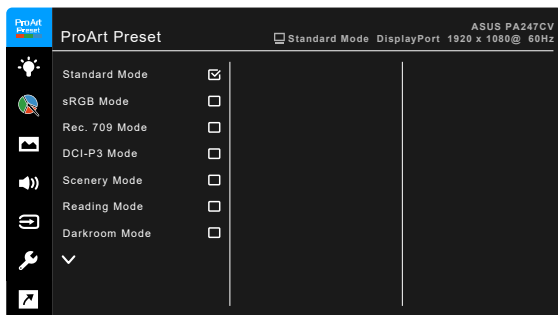 ProArt
Preset
ProArt Preset
ASUS PA247CV
Standard Mode DisplayPort 1920 x 1080@ 60Hz
Standard Mode
sRGB Mode
Rec. 709 Mode
DCI-P3 Mode
Scenery Mode
Reading Mode
Darkroom Mode